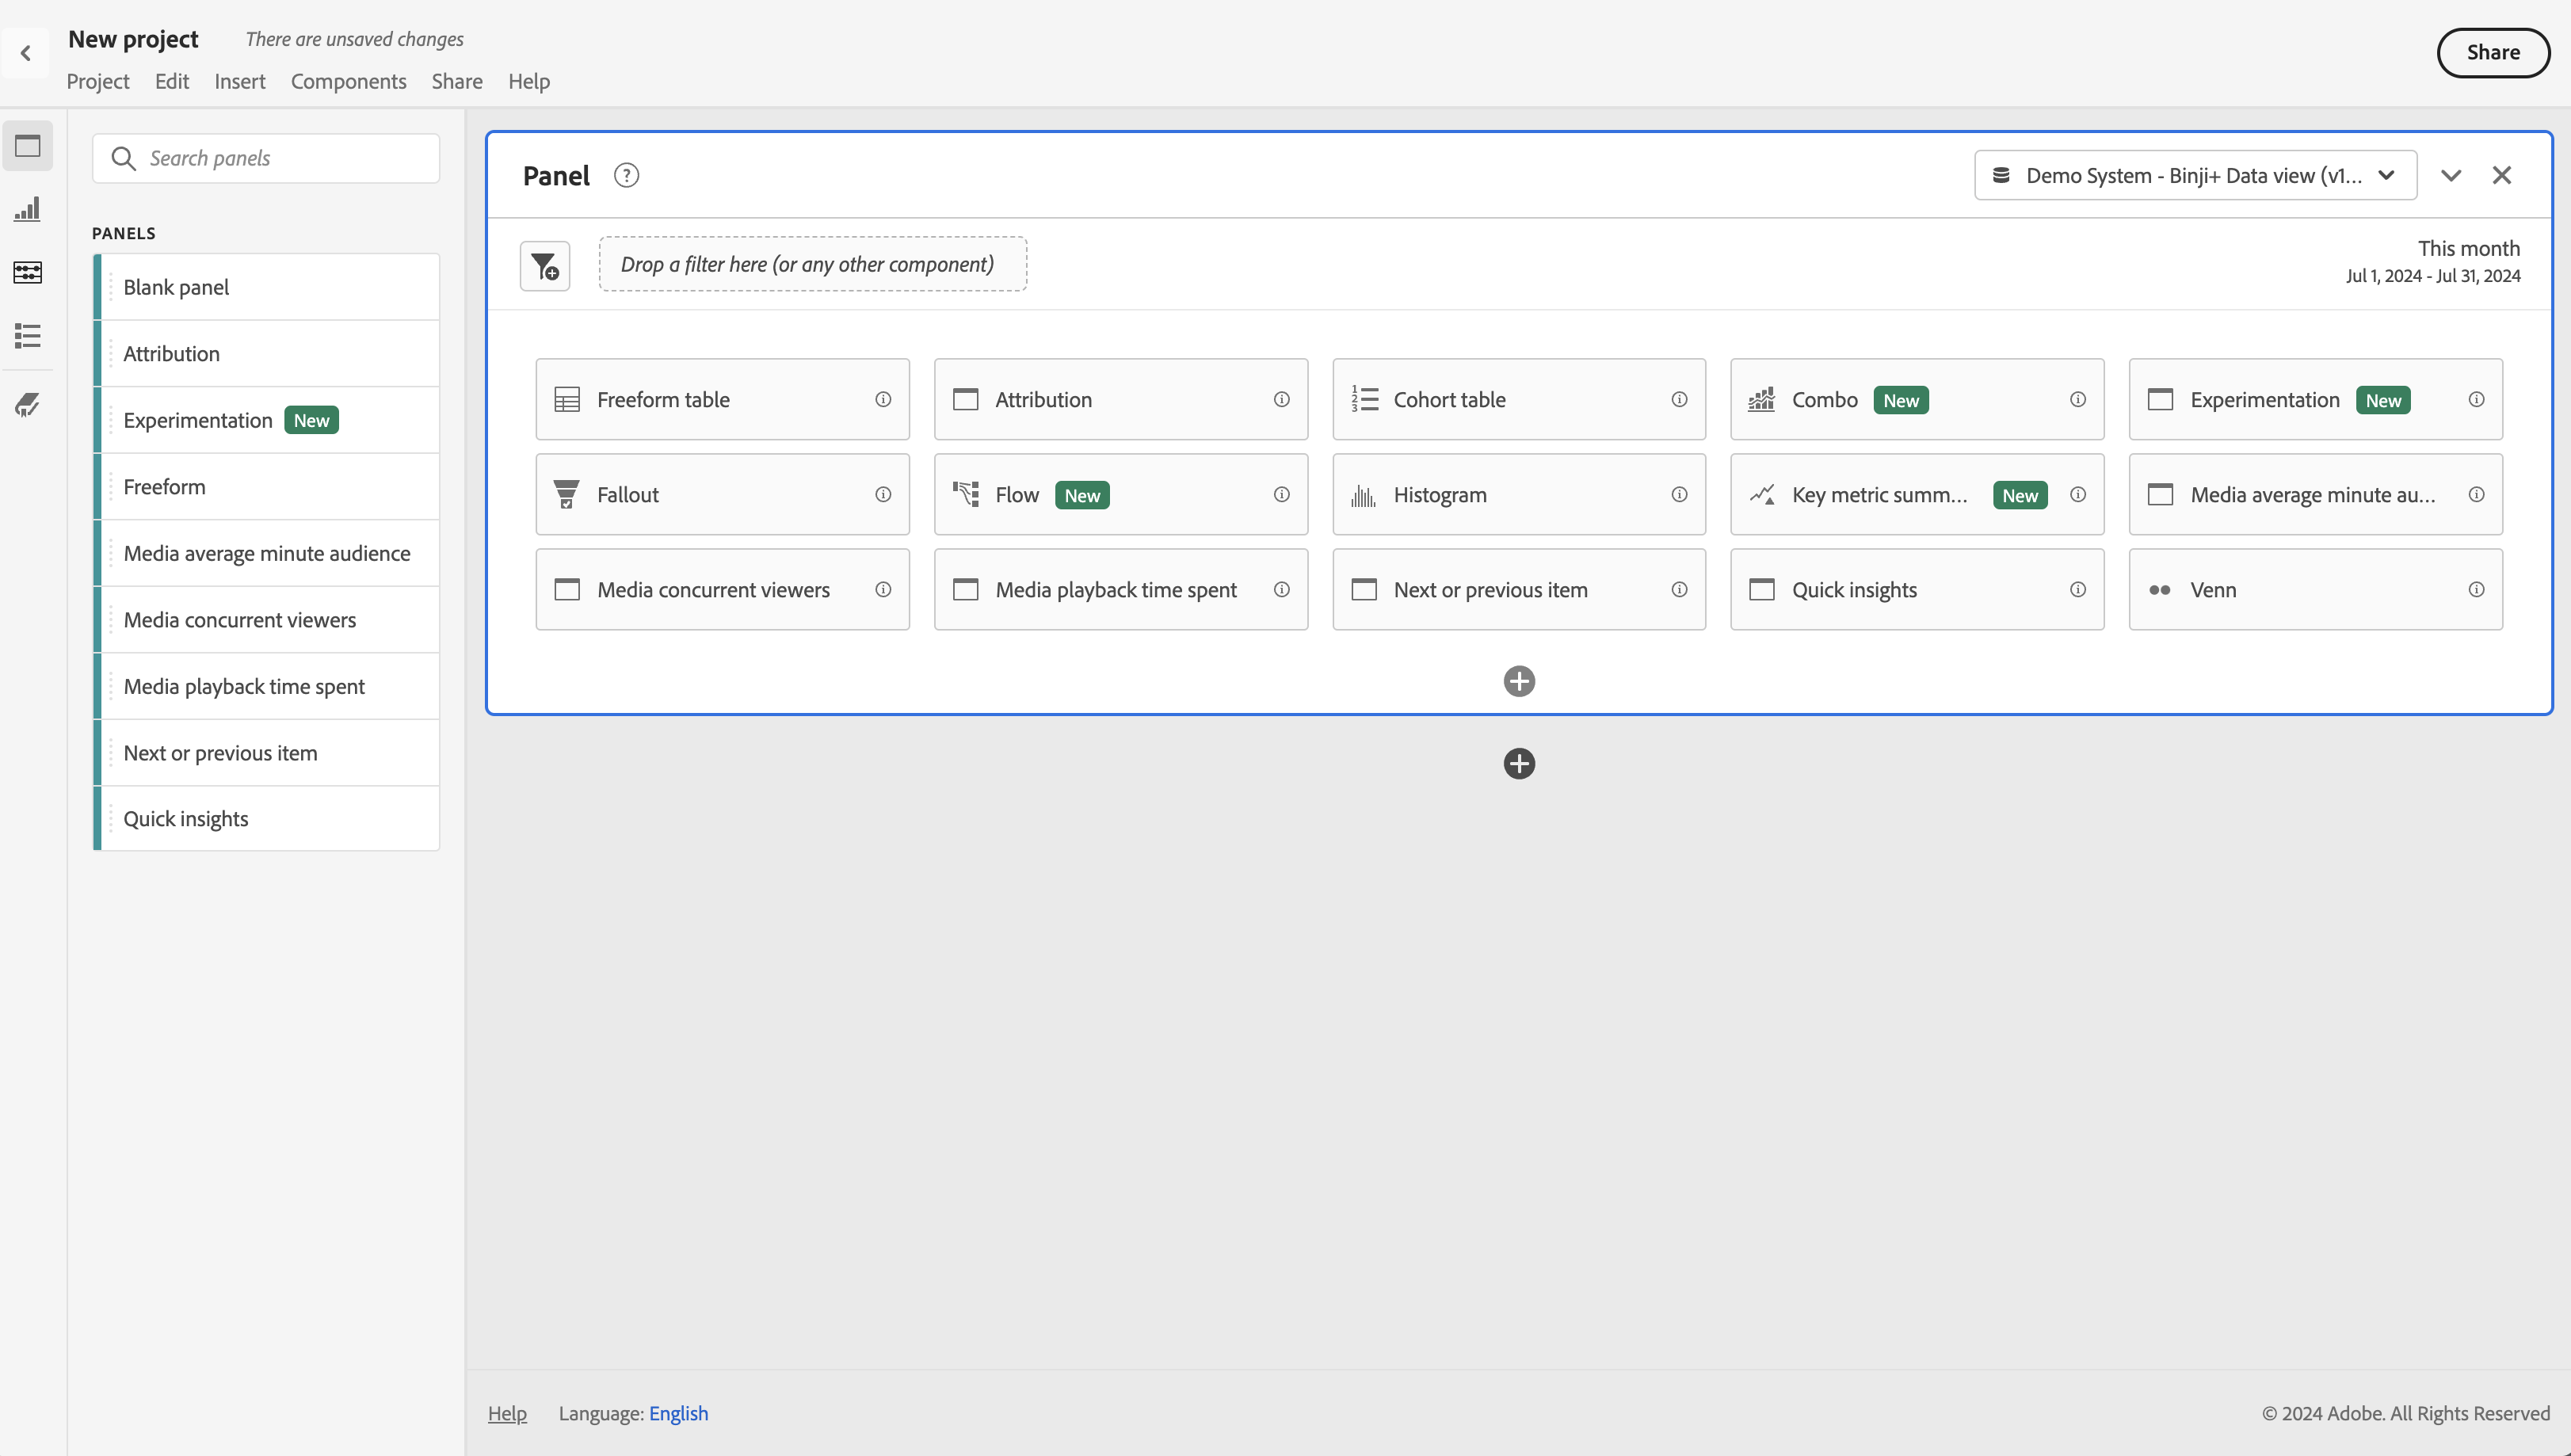 New project There are unsaved changes
Project Edit Insert Components Share Help
Share
Search panels
PANELS
Blank panel
Attribution
Experimentation New
Freeform
Media average minute audience
Media concurrent viewers
Media playback time spent
Next or previous item
Quick insights
Panel ?
Demo System - Binji+ Data view (v1...
Drop a filter here (or any other component)
This month
Jul 1, 2024 - Jul 31, 2024
Freeform table
Attribution
Cohort table
Combo New
Experimentation New
Fallout
Flow New
Histogram
Key metric summ... New
Media average minute au...
Media concurrent viewers
Media playback time spent
Next or previous item
Quick insights
Venn
Help Language: English
© 2024 Adobe. All Rights Reserved